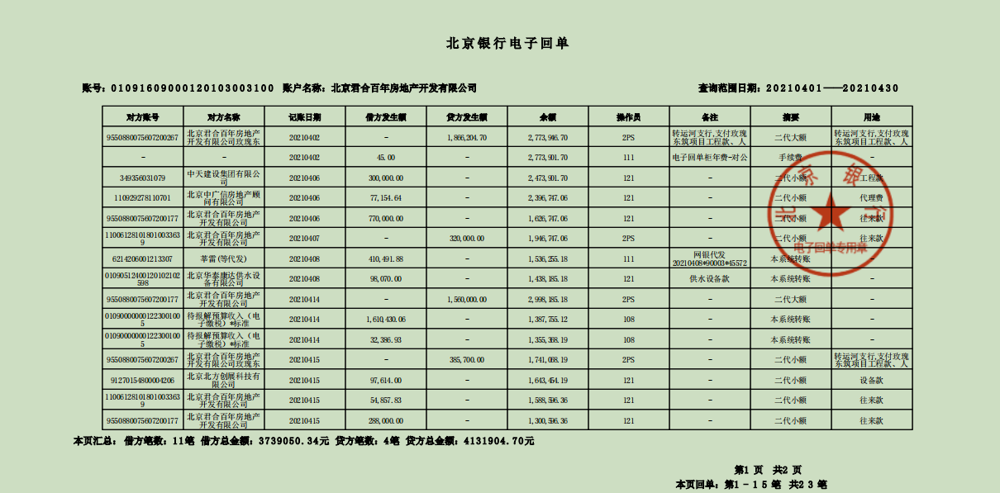 北京银行电子回单
账号：01091609000120103003100 账户名称：北京君合百年房地产开发有限公司 查询范围日期：20210401——20210430
对方账号 对方名称 记账日期 借方发生额 贷方发生额 余额 操作员 备注 摘要 用途
9550880075607200267 北京君合百年房地产开发有限公司玫瑰东 20210402 - 1,866,204.70 2,773,946.70 2PS 转运河支行,支付玫瑰东筑项目工程款、人 二代大额 转运河支行,支付玫瑰东筑项目工程款、人
- - 20210402 45.00 - 2,773,901.70 111 电子回单柜年费-对公 手续费 -
349356031079 中天建设集团有限公司 20210406 300,000.00 - 2,473,901.70 121 - 二代小额 工程款
110929278110701 北京中广信房地产顾问有限公司 20210406 77,154.64 - 2,396,747.06 121 - 二代小额 代理费
9550880075607200177 北京君合百年房地产开发有限公司 20210406 770,000.00 - 1,626,747.06 121 - 二代小额 往来款
110061281018010033639 北京君合百年房地产开发有限公司 20210407 - 320,000.00 1,946,747.06 2PS - 二代小额 往来款
6214206001213307 莘雷(等代发) 20210408 410,491.88 - 1,536,255.18 111 网银代发20210408*90003*45572 本系统转账 -
01090512400120102102598 北京华泰康达供水设备有限公司 20210408 98,070.00 - 1,438,185.18 121 供水设备款 本系统转账 -
9550880075607200177 北京君合百年房地产开发有限公司 20210414 - 1,560,000.00 2,998,185.18 2PS - 二代大额 -
010900000001223001005 待报解预算收入（电子缴税）*标准 20210414 1,610,430.06 - 1,387,755.12 108 - 本系统转账 -
010900000001223001005 待报解预算收入（电子缴税）*标准 20210414 32,386.93 - 1,355,368.19 108 - 本系统转账 -
9550880075607200267 北京君合百年房地产开发有限公司玫瑰东 20210415 - 385,700.00 1,741,068.19 2PS - 二代小额 转运河支行,支付玫瑰东筑项目工程款、人
91270154800004206 北京北方创展科技有限公司 20210415 97,614.00 - 1,643,454.19 121 - 二代小额 设备款
110061281018010033639 北京君合百年房地产开发有限公司 20210415 54,857.83 - 1,588,596.36 121 - 二代小额 往来款
9550880075607200177 北京君合百年房地产开发有限公司 20210415 288,000.00 - 1,300,596.36 121 - 二代小额 往来款
北京银行
电子回单专用章
本页汇总： 借方笔数：11笔 借方总金额：3739050.34元 贷方笔数：4笔 贷方总金额：4131904.70元
第1 页 共2 页
本页回单：第1-15笔 共23笔